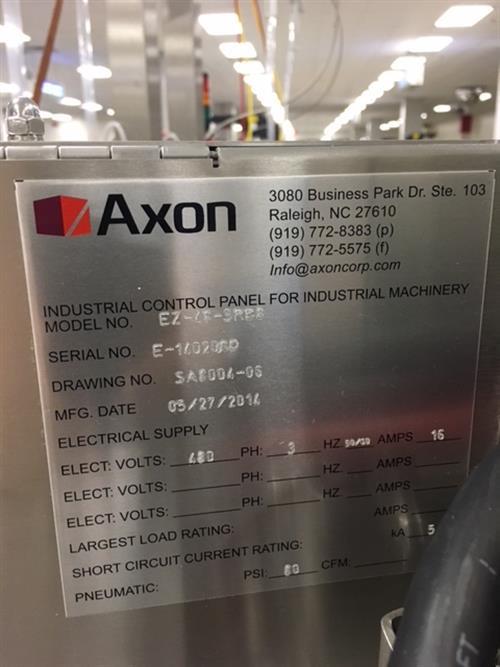 Axon
3080 Business Park Dr. Ste. 103
Raleigh, NC 27610
(919) 772-8383 (p)
(919) 772-5575 (f)
Info@axoncorp.com
INDUSTRIAL CONTROL PANEL FOR INDUSTRIAL MACHINERY
MODEL NO.
SERIAL NO.
DRAWING NO. SA6004-06
MFG. DATE 05/27/2014
ELECTRICAL SUPPLY
ELECT: VOLTS: 480 PH: 3 HZ AMPS 15
ELECT: VOLTS: PH: HZ AMPS
ELECT: VOLTS: PH: HZ AMPS
LARGEST LOAD RATING: AMPS
SHORT CIRCUIT CURRENT RATING: kA 5
PNEUMATIC: PSI: 80 CFM: